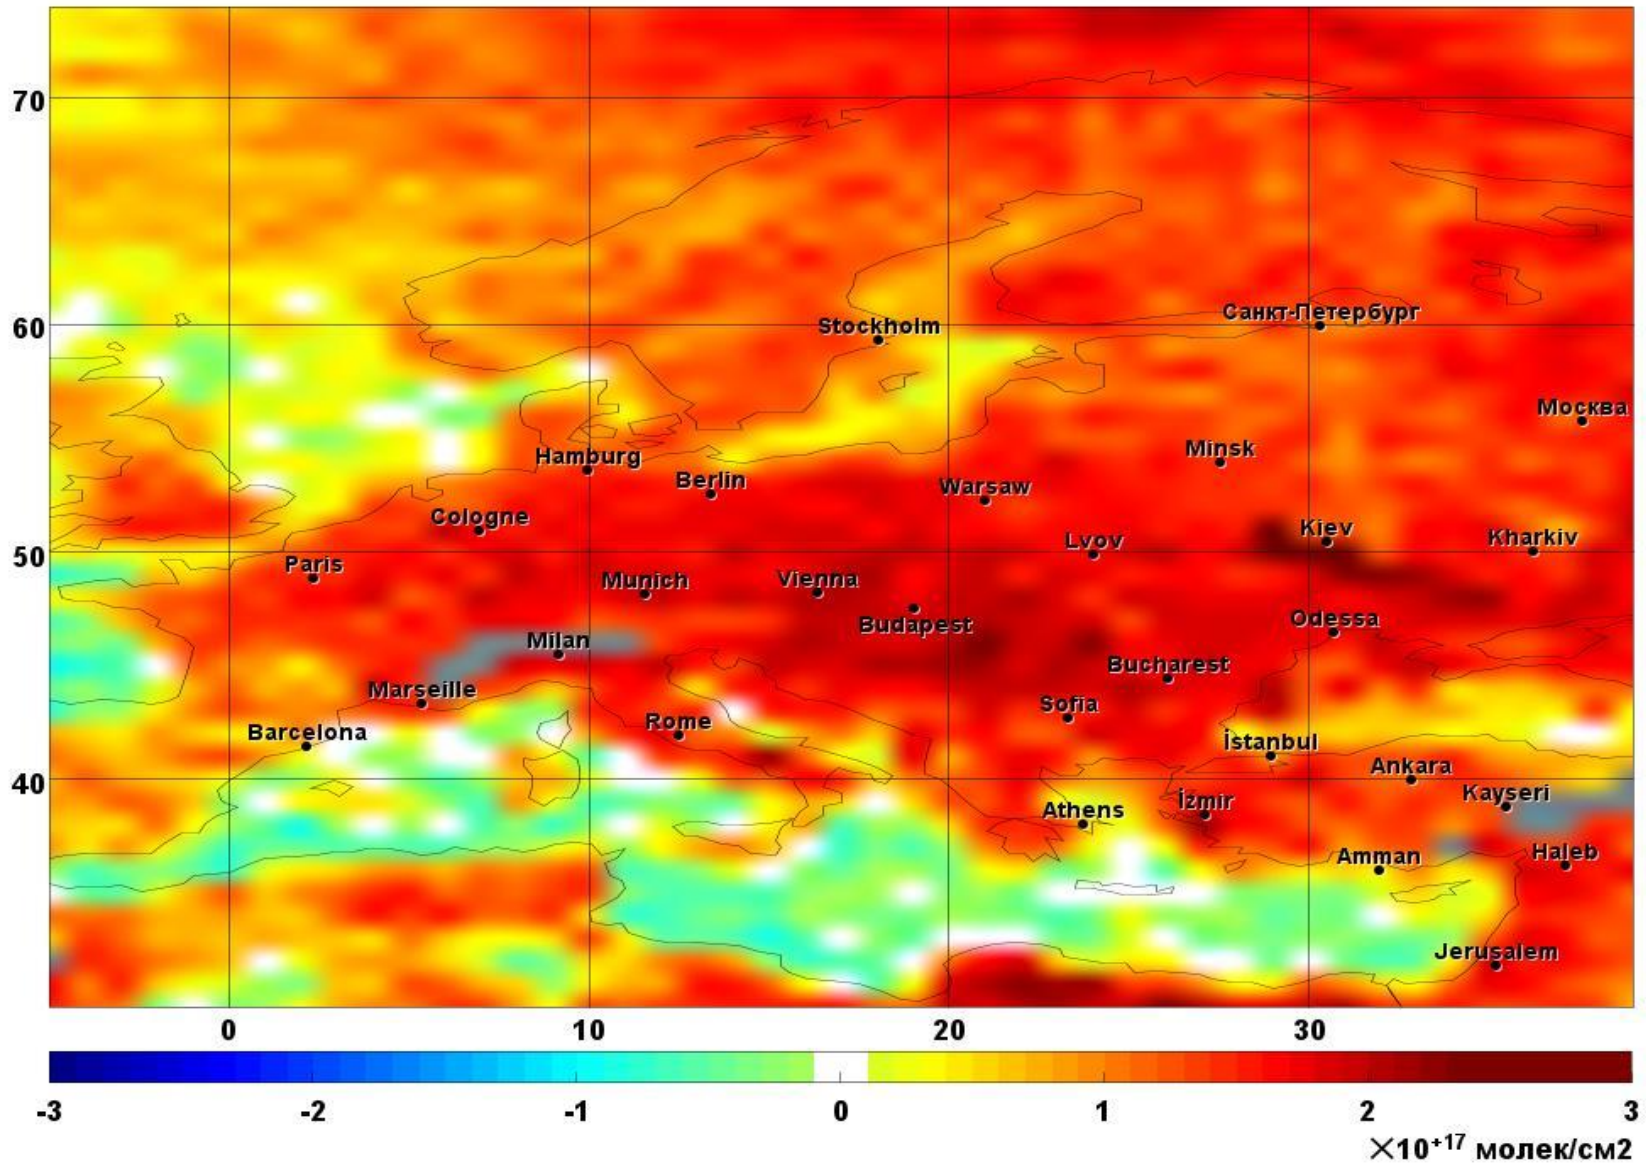 70
60
50
40
Stockholm
Санкт-Петербург
Москва
Minsk
Hamburg
Berlin
Warsaw
Cologne
Kiev
Kharkiv
Lvov
Paris
Munich
Vienna
Budapest
Odessa
Milan
Bucharest
Marseille
Sofia
Rome
Barcelona
İstanbul
Ankara
Kayseri
İzmir
Athens
Amman
Haleb
Jerusalem
0 10 20 30
-3 -2 -1 0 1 2 3
×10⁺¹⁷ молек/см2